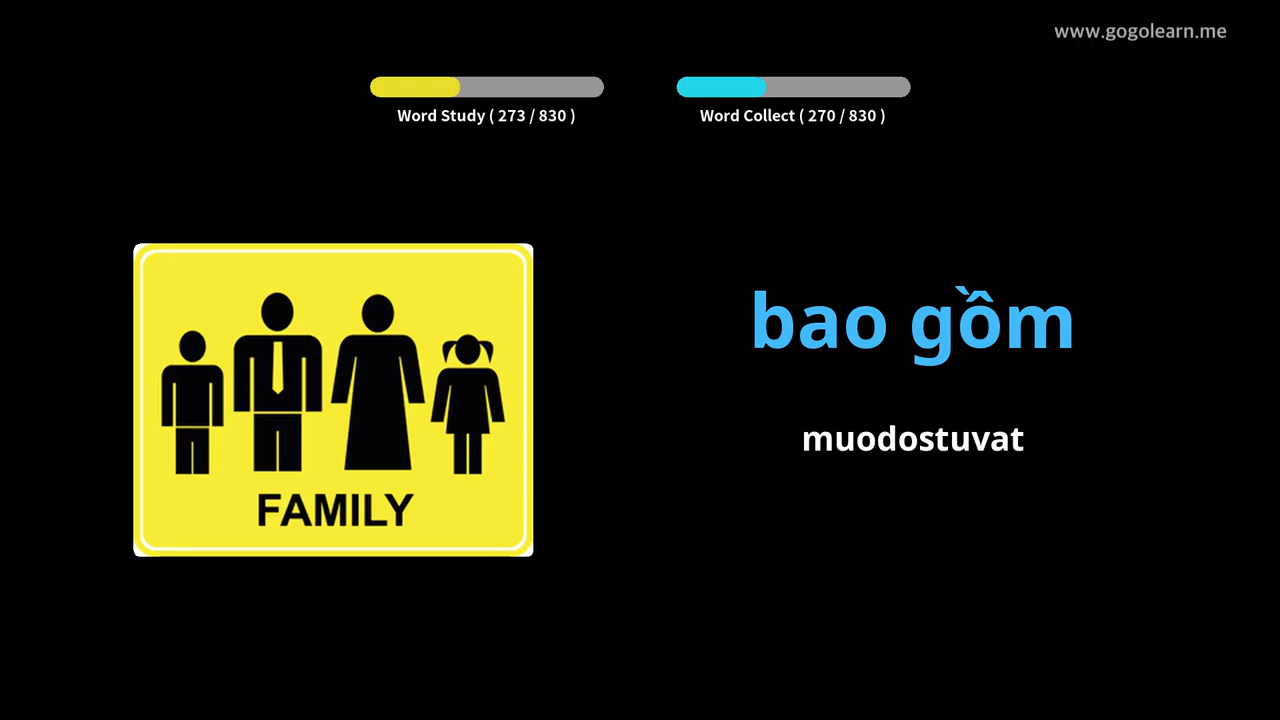 www.gogolearn.me
Word Study ( 273 / 830 )
Word Collect ( 270 / 830 )
FAMILY
bao gồm
muodostuvat